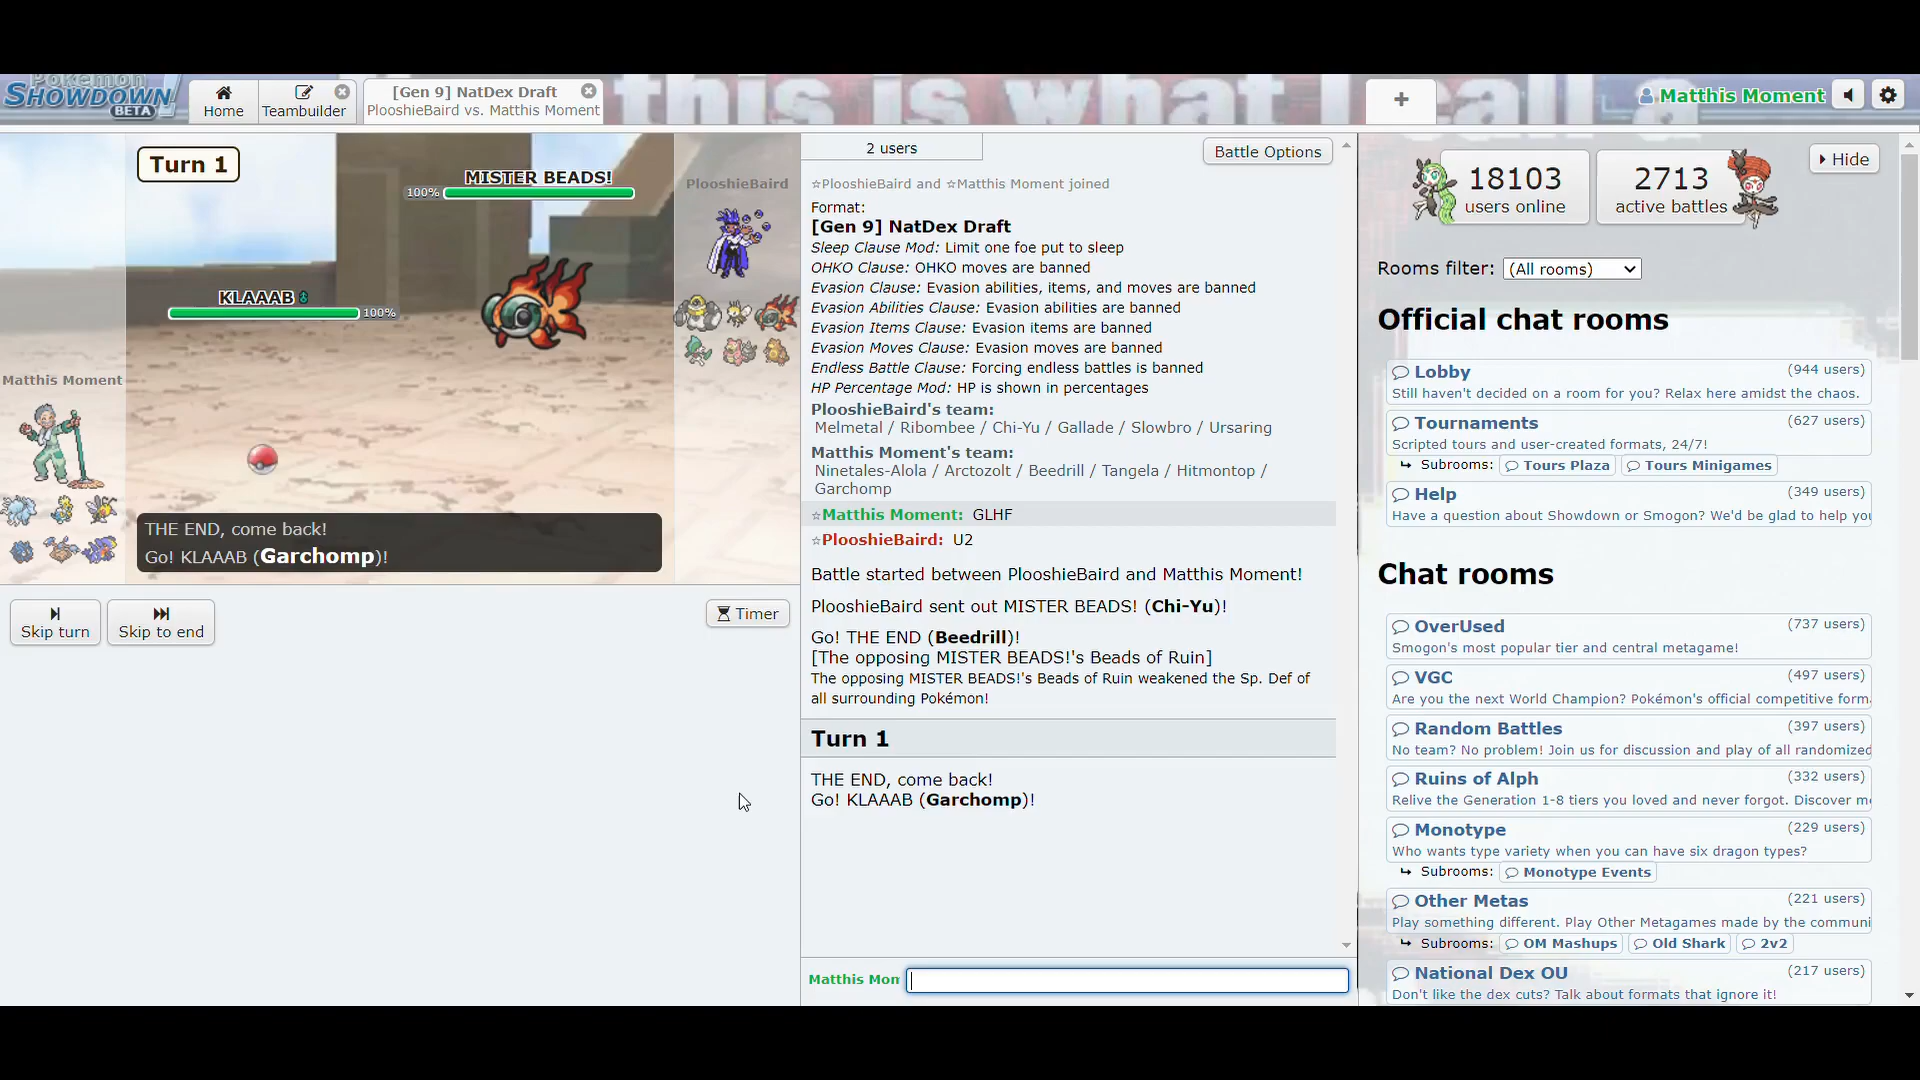 Pokémon
SHOWDOWN!
BETA
Home
Teambuilder
[Gen 9] NatDex Draft
PlooshieBaird vs. Matthis Moment
this is what I call a
+
Matthis Moment
Turn 1
MISTER BEADS!
100%
KLAAAB
100%
PlooshieBaird
Matthis Moment
THE END, come back!
Go! KLAAAB (Garchomp)!
Skip turn
Skip to end
Timer
2 users
Battle Options
☆PlooshieBaird and ☆Matthis Moment joined
Format:
[Gen 9] NatDex Draft
Sleep Clause Mod: Limit one foe put to sleep
OHKO Clause: OHKO moves are banned
Evasion Clause: Evasion abilities, items, and moves are banned
Evasion Abilities Clause: Evasion abilities are banned
Evasion Items Clause: Evasion items are banned
Evasion Moves Clause: Evasion moves are banned
Endless Battle Clause: Forcing endless battles is banned
HP Percentage Mod: HP is shown in percentages
PlooshieBaird's team:
Melmetal / Ribombee / Chi-Yu / Gallade / Slowbro / Ursaring
Matthis Moment's team:
Ninetales-Alola / Arctozolt / Beedrill / Tangela / Hitmontop /
Garchomp
☆Matthis Moment: GLHF
☆PlooshieBaird: U2
Battle started between PlooshieBaird and Matthis Moment!
PlooshieBaird sent out MISTER BEADS! (Chi-Yu)!
Go! THE END (Beedrill)!
[The opposing MISTER BEADS!'s Beads of Ruin]
The opposing MISTER BEADS!'s Beads of Ruin weakened the Sp. Def of
all surrounding Pokémon!
Turn 1
THE END, come back!
Go! KLAAAB (Garchomp)!
Matthis Mon
18103
users online
2713
active battles
Hide
Rooms filter: (All rooms)
Official chat rooms
Lobby (944 users)
Still haven't decided on a room for you? Relax here amidst the chaos.
Tournaments (627 users)
Scripted tours and user-created formats, 24/7!
↳ Subrooms: Tours Plaza Tours Minigames
Help (349 users)
Have a question about Showdown or Smogon? We'd be glad to help you
Chat rooms
OverUsed (737 users)
Smogon's most popular tier and central metagame!
VGC (497 users)
Are you the next World Champion? Pokémon's official competitive form
Random Battles (397 users)
No team? No problem! Join us for discussion and play of all randomized
Ruins of Alph (332 users)
Relive the Generation 1-8 tiers you loved and never forgot. Discover m
Monotype (229 users)
Who wants type variety when you can have six dragon types?
↳ Subrooms: Monotype Events
Other Metas (221 users)
Play something different. Play Other Metagames made by the communi
↳ Subrooms: OM Mashups Old Shark 2v2
National Dex OU (217 users)
Don't like the dex cuts? Talk about formats that ignore it!